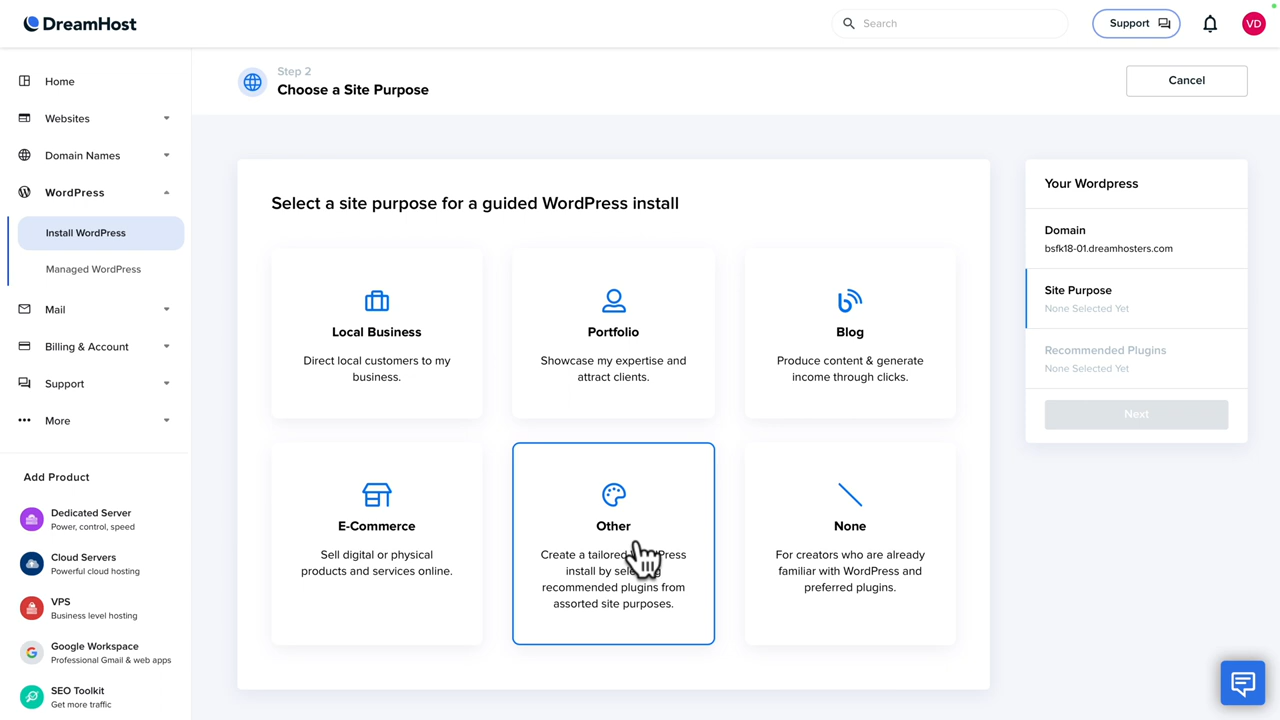 DreamHost
Search
Support
VD
Home
Websites
Domain Names
WordPress
Install WordPress
Managed WordPress
Mail
Billing & Account
Support
More
Add Product
Dedicated Server
Power, control, speed
Cloud Servers
Powerful cloud hosting
VPS
Business level hosting
Google Workspace
Professional Gmail & web apps
SEO Toolkit
Get more traffic
Step 2
Choose a Site Purpose
Cancel
Select a site purpose for a guided WordPress install
Local Business
Direct local customers to my
business.
Portfolio
Showcase my expertise and
attract clients.
Blog
Produce content & generate
income through clicks.
E-Commerce
Sell digital or physical
products and services online.
Other
Create a tailored
install by
recommended plugins from
assorted site purposes.
None
For creators who are already
familiar with WordPress and
preferred plugins.
Your Wordpress
Domain
bsfk18-01.dreamhosters.com
Site Purpose
None Selected Yet
Recommended Plugins
None Selected Yet
Next